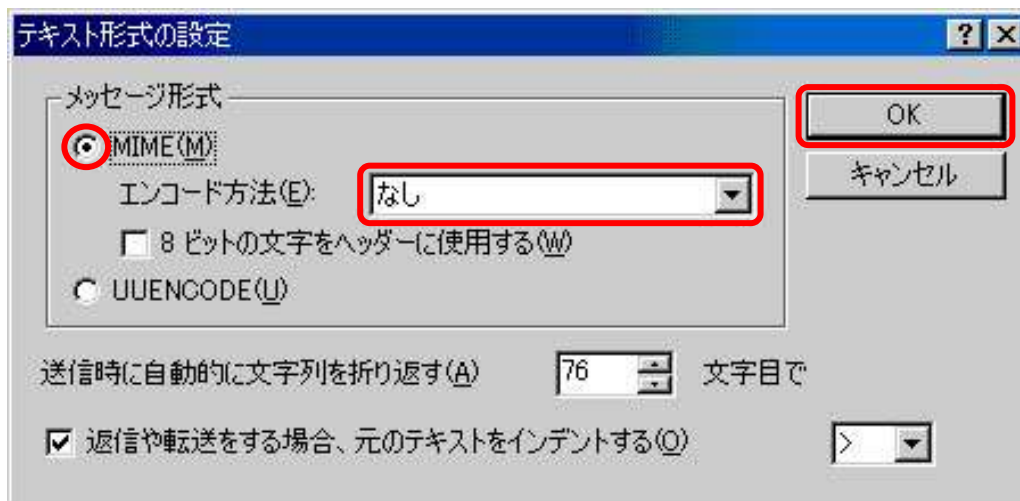 テキスト形式の設定
メッセージ形式
MIME(M)
エンコード方法(E): なし
8 ビットの文字をヘッダーに使用する(W)
UUENCODE(U)
OK
キャンセル
送信時に自動的に文字列を折り返す(A) 76 文字目で
返信や転送をする場合、元のテキストをインデントする(O) >